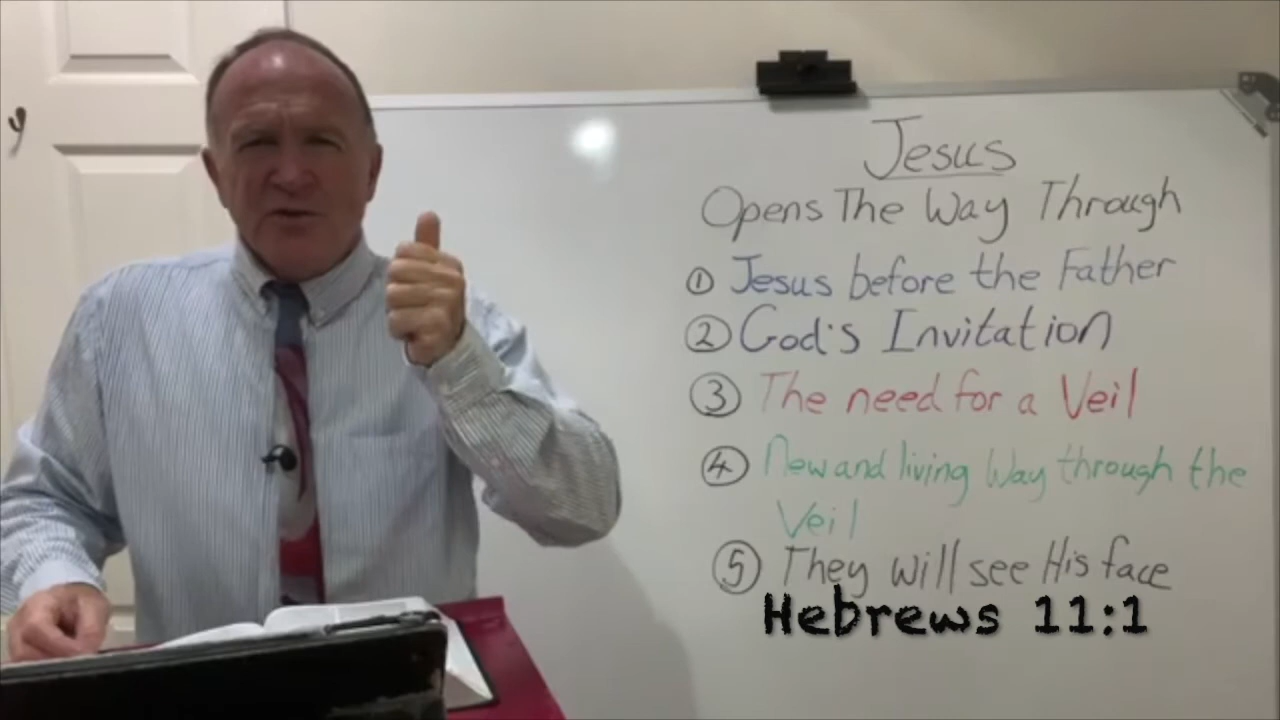 Jesus
Opens The Way Through
① Jesus before the Father
② God's Invitation
③ The need for a Veil
④ New and living Way through the
Veil
⑤ They will see His face
Hebrews 11:1